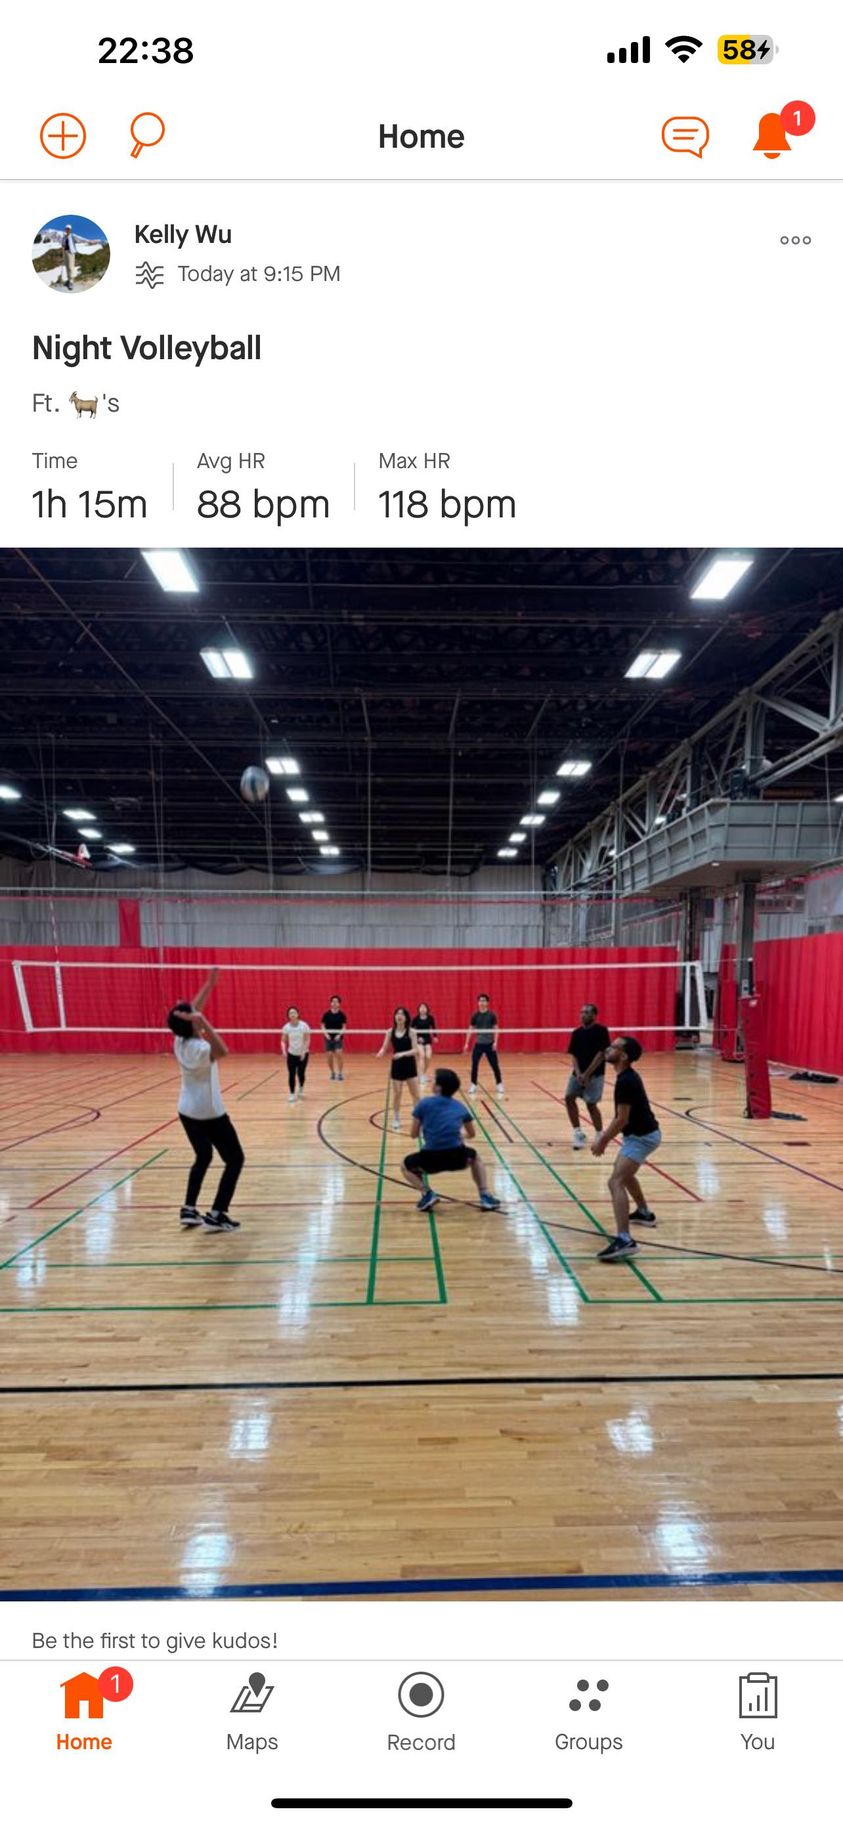 22:38
58
Home
1
Kelly Wu
Today at 9:15 PM
Night Volleyball
Ft. 🐐's
Time Avg HR Max HR
1h 15m 88 bpm 118 bpm
Be the first to give kudos!
1
Home Maps Record Groups You